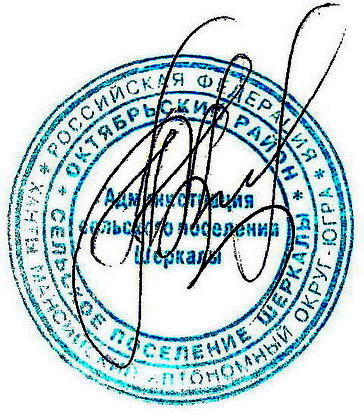 * РОССИЙСКАЯ ФЕДЕРАЦИЯ *
ХАНТЫ-МАНСИЙСКИЙ АВТОНОМНЫЙ ОКРУГ-ЮГРА
* ОКТЯБРЬСКИЙ РАЙОН *
СЕЛЬСКОЕ ПОСЕЛЕНИЕ ШЕРКАЛЫ
Администрация
сельского поселения
Шеркалы